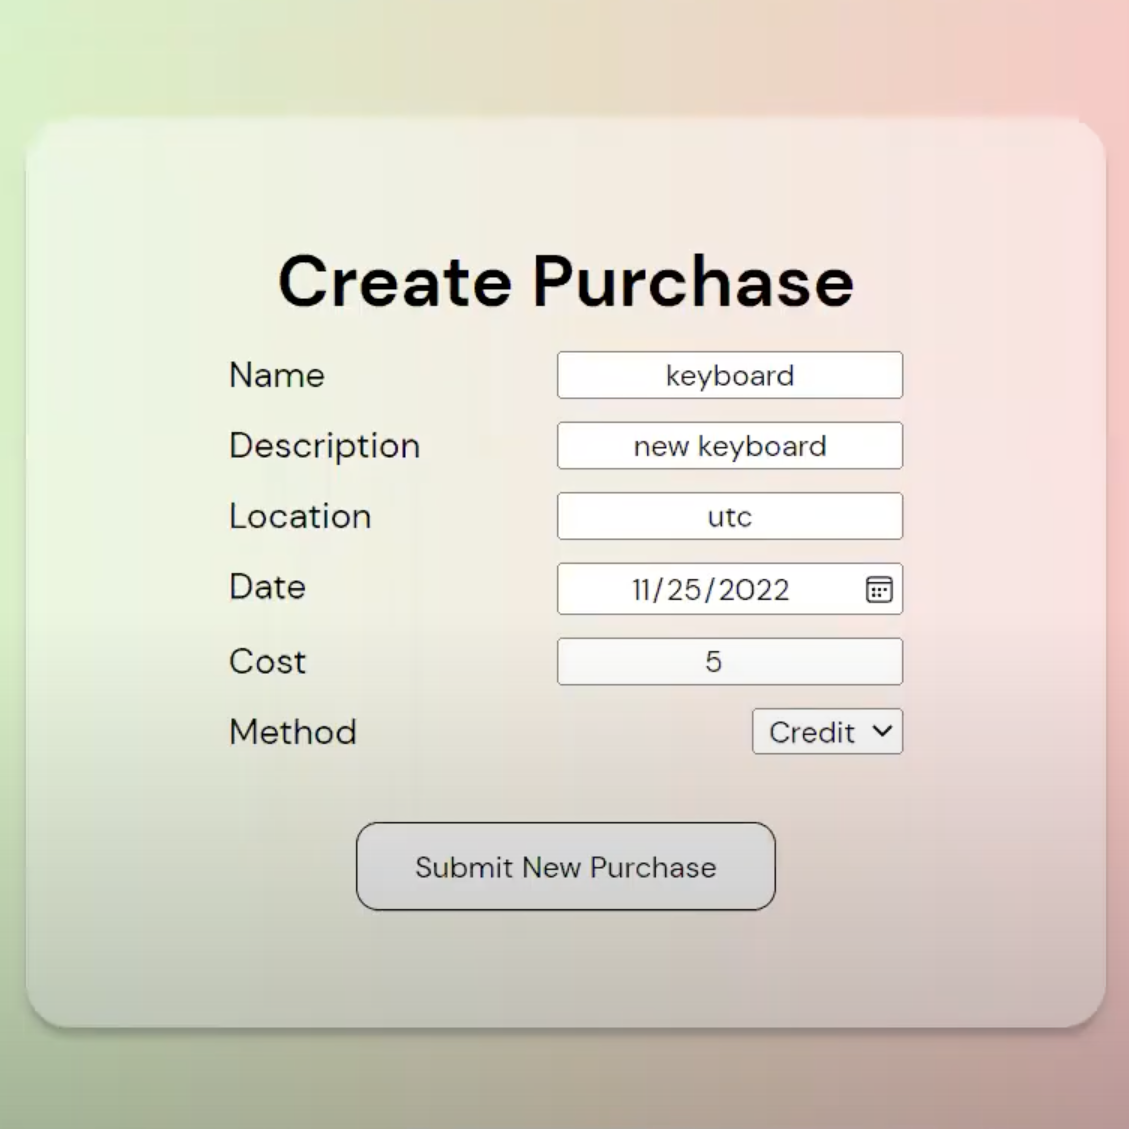 Create Purchase
Name keyboard
Description new keyboard
Location utc
Date 11/25/2022
Cost 5
Method Credit
Submit New Purchase